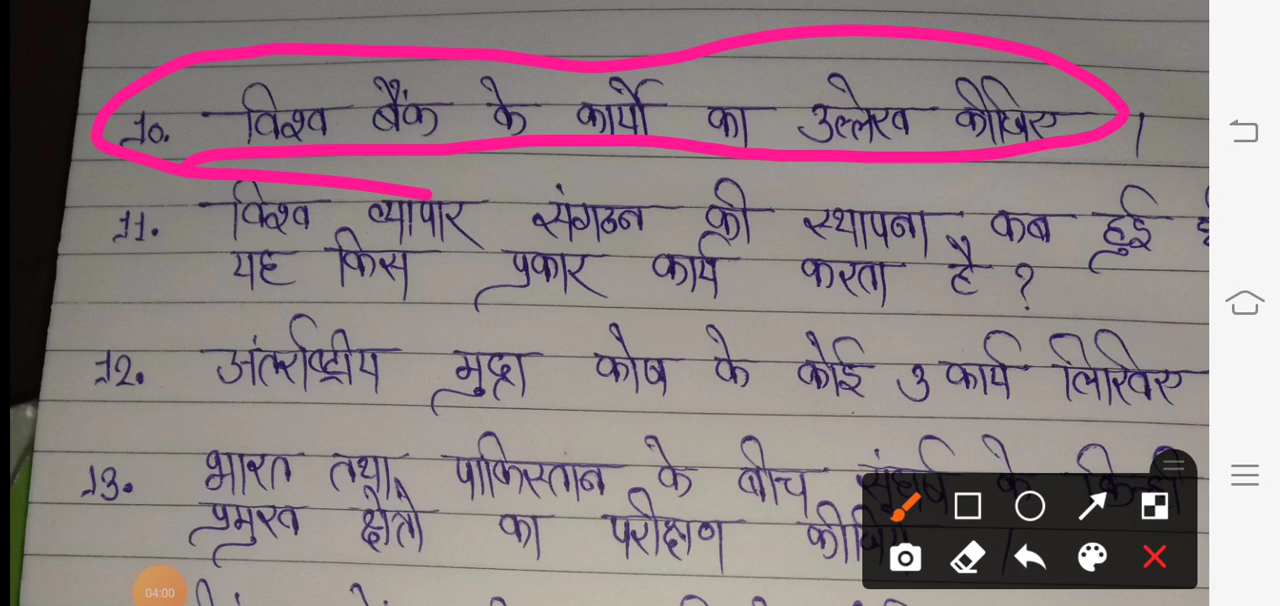 10. विश्व बैंक के कार्यो का उल्लेख कीजिए ।
11. विश्व व्यापार संगठन की स्थापना कब हुई
यह किस प्रकार कार्य करता है ?
12. अंतर्राष्ट्रीय मुद्रा कोष के कोई 3 कार्य लिखिए
13. भारत तथा पाकिस्तान के बीच संघर्ष के किन्ही
प्रमुख क्षेत्रो का परीक्षण कीजिए
04:00